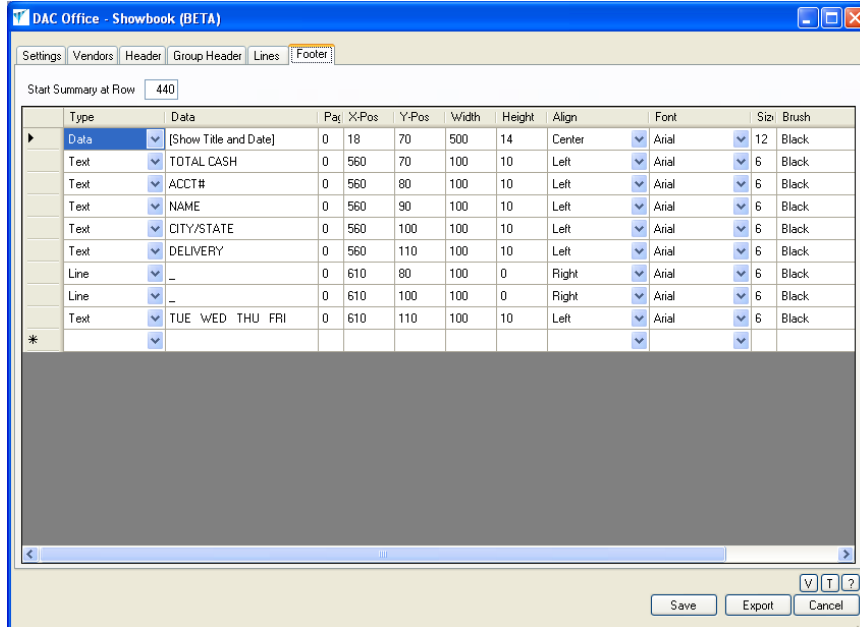 DAC Office - Showbook (BETA)
Settings Vendors Header Group Header Lines Footer
Start Summary at Row 440
Type Data Pag X-Pos Y-Pos Width Height Align Font Siz Brush
Data [Show Title and Date] 0 18 70 500 14 Center Arial 12 Black
Text TOTAL CASH 0 560 70 100 10 Left Arial 6 Black
Text ACCT# 0 560 80 100 10 Left Arial 6 Black
Text NAME 0 560 90 100 10 Left Arial 6 Black
Text CITY/STATE 0 560 100 100 10 Left Arial 6 Black
Text DELIVERY 0 560 110 100 10 Left Arial 6 Black
Line _ 0 610 80 100 0 Right Arial 6 Black
Line _ 0 610 100 100 0 Right Arial 6 Black
Text TUE WED THU FRI 0 610 110 100 10 Left Arial 6 Black
V T ?
Save Export Cancel